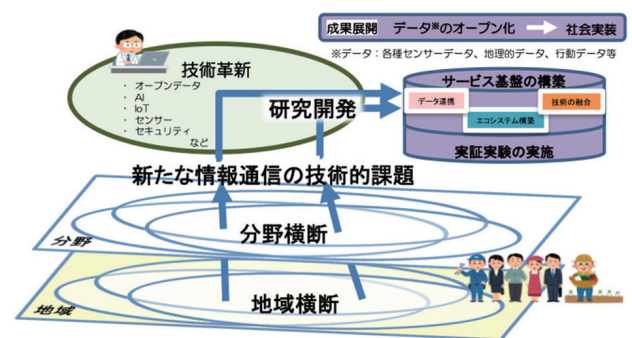 成果展開 データ※のオープン化 社会実装
※データ：各種センサーデータ、地理的データ、行動データ等
技術革新
・ オープンデータ
・ AI
・ IoT
・ センサー
・ セキュリティ
など
研究開発
サービス基盤の構築
データ連携
技術の融合
エコシステム構築
実証実験の実施
新たな情報通信の技術的課題
分野横断
分野
地域横断
地域